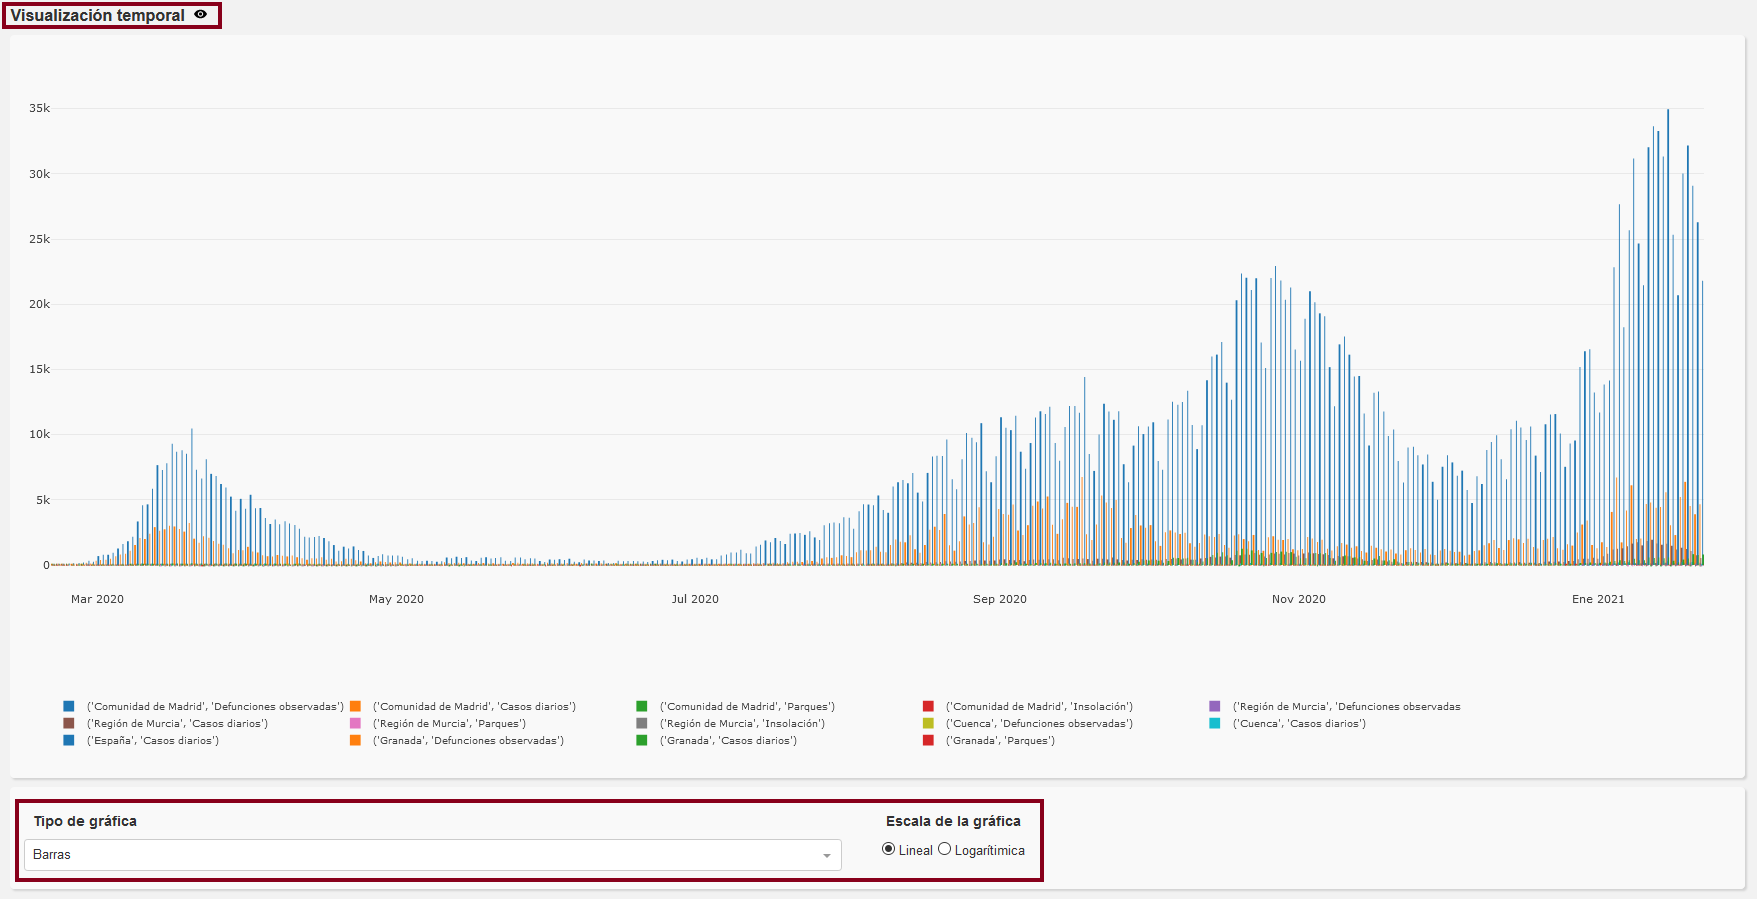 Visualización temporal
35k
30k
25k
20k
15k
10k
5k
0
Mar 2020 May 2020 Jul 2020 Sep 2020 Nov 2020 Ene 2021
('Comunidad de Madrid', 'Defunciones observadas') ('Comunidad de Madrid', 'Casos diarios') ('Comunidad de Madrid', 'Parques') ('Comunidad de Madrid', 'Insolación') ('Región de Murcia', 'Defunciones observadas
('Región de Murcia', 'Casos diarios') ('Región de Murcia', 'Parques') ('Región de Murcia', 'Insolación') ('Cuenca', 'Defunciones observadas') ('Cuenca', 'Casos diarios')
('España', 'Casos diarios') ('Granada', 'Defunciones observadas') ('Granada', 'Casos diarios') ('Granada', 'Parques')
Tipo de gráfica Escala de la gráfica
Barras Lineal Logarítimica